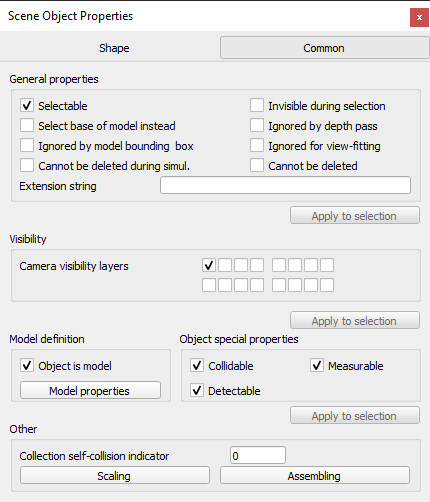 Scene Object Properties
x
Shape Common
General properties
Selectable Invisible during selection
Select base of model instead Ignored by depth pass
Ignored by model bounding box Ignored for view-fitting
Cannot be deleted during simul. Cannot be deleted
Extension string
Apply to selection
Visibility
Camera visibility layers
Apply to selection
Model definition Object special properties
Object is model Collidable Measurable
Model properties Detectable
Apply to selection
Other
Collection self-collision indicator 0
Scaling Assembling